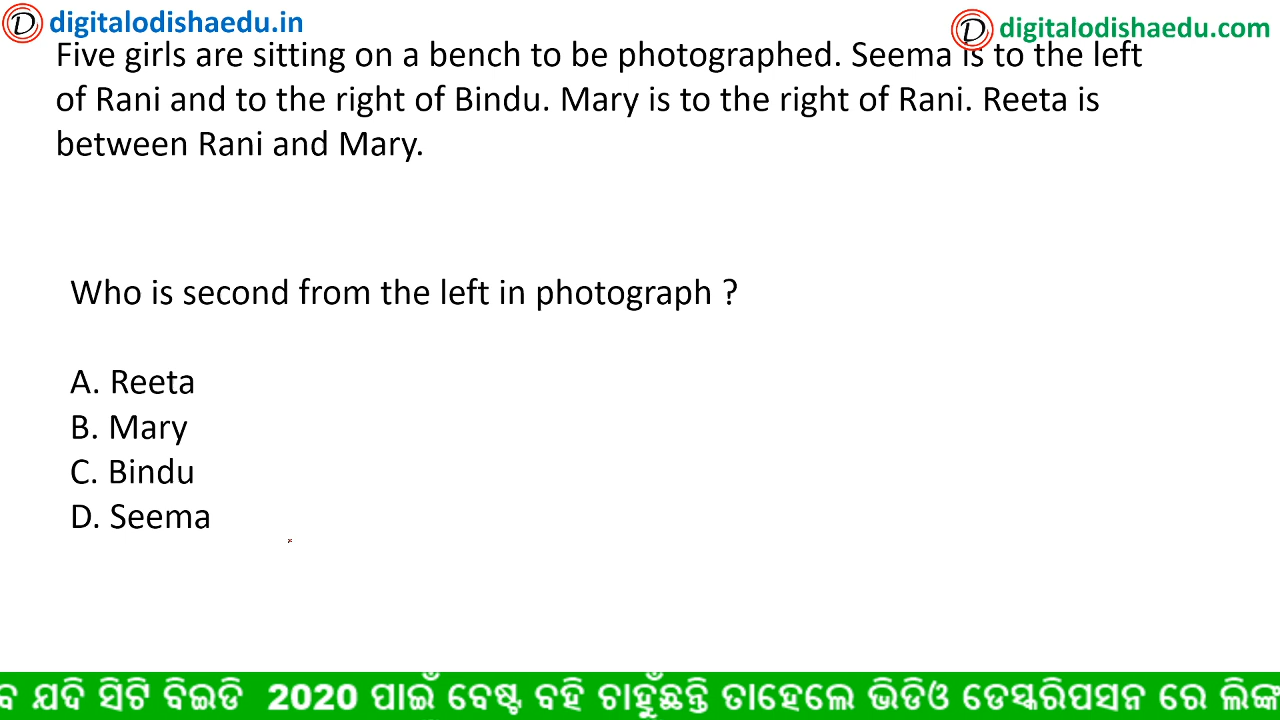 digitalodishaedu.in
digitalodishaedu.com
Five girls are sitting on a bench to be photographed. Seema is to the left
of Rani and to the right of Bindu. Mary is to the right of Rani. Reeta is
between Rani and Mary.
Who is second from the left in photograph ?
A. Reeta
B. Mary
C. Bindu
D. Seema
ବ ଯଦି ସିଟି ବିଇଡି 2020 ପାଇଁ ବେଷ୍ଟ ବହି ଚାହୁଁଛନ୍ତି ତାହେଲେ ଭିଡିଓ ଡେସ୍କରିପସନ ରେ ଲିଙ୍କ